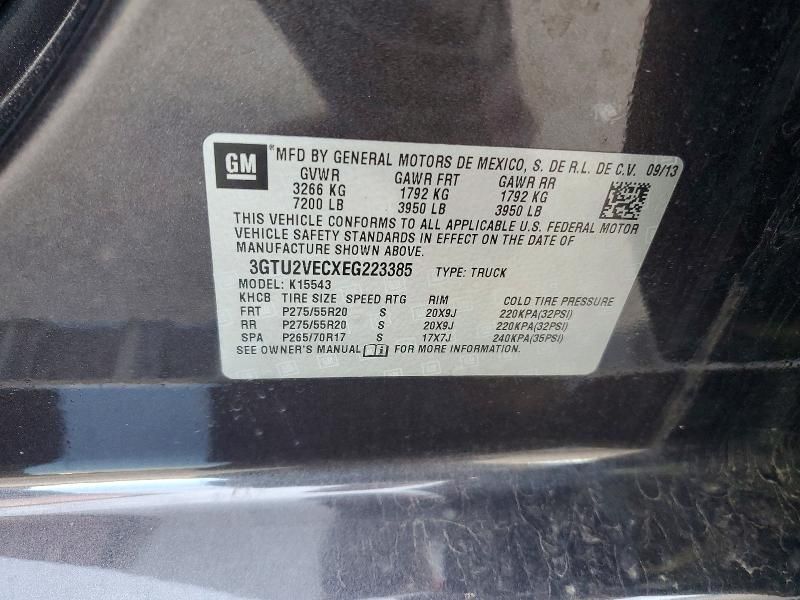 GM ® MFD BY GENERAL MOTORS DE MEXICO, S. DE R.L. DE C.V. 09/13
GVWR GAWR FRT GAWR RR
3266 KG 1792 KG 1792 KG
7200 LB 3950 LB 3950 LB
THIS VEHICLE CONFORMS TO ALL APPLICABLE U.S. FEDERAL MOTOR
VEHICLE SAFETY STANDARDS IN EFFECT ON THE DATE OF
MANUFACTURE SHOWN ABOVE.
3GTU2VECXEG223385 TYPE: TRUCK
MODEL: K15543
KHCB TIRE SIZE SPEED RTG RIM COLD TIRE PRESSURE
FRT P275/55R20 S 20X9J 220KPA(32PSI)
RR P275/55R20 S 20X9J 220KPA(32PSI)
SPA P265/70R17 S 17X7J 240KPA(35PSI)
SEE OWNER'S MANUAL FOR MORE INFORMATION.